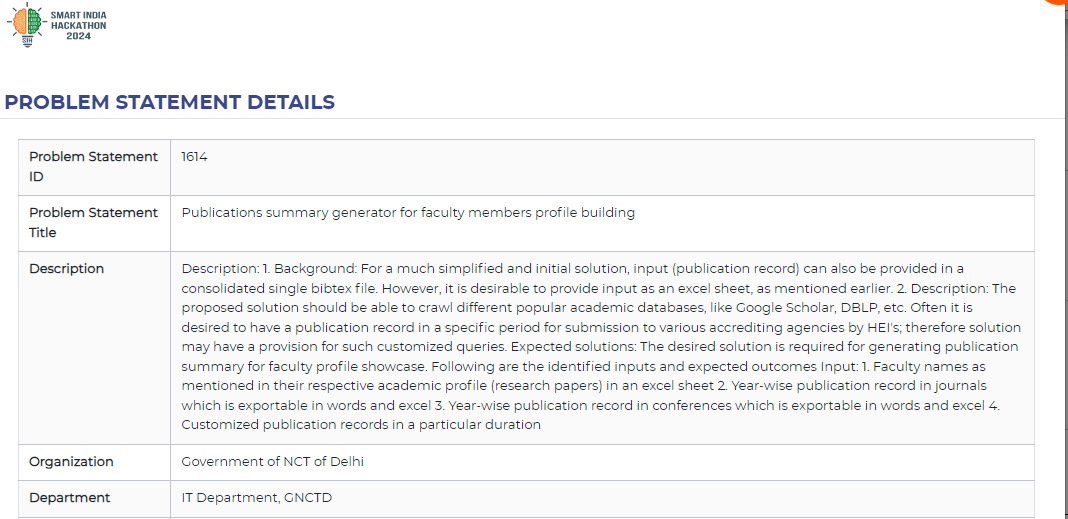 SMART INDIA
HACKATHON
2024
SIH
PROBLEM STATEMENT DETAILS
Problem Statement ID
1614
Problem Statement Title
Publications summary generator for faculty members profile building
Description
Description: 1. Background: For a much simplified and initial solution, input (publication record) can also be provided in a
consolidated single bibtex file. However, it is desirable to provide input as an excel sheet, as mentioned earlier. 2. Description: The
proposed solution should be able to crawl different popular academic databases, like Google Scholar, DBLP, etc. Often it is
desired to have a publication record in a specific period for submission to various accrediting agencies by HEI's; therefore solution
may have a provision for such customized queries. Expected solutions: The desired solution is required for generating publication
summary for faculty profile showcase. Following are the identified inputs and expected outcomes Input: 1. Faculty names as
mentioned in their respective academic profile (research papers) in an excel sheet 2. Year-wise publication record in journals
which is exportable in words and excel 3. Year-wise publication record in conferences which is exportable in words and excel 4.
Customized publication records in a particular duration
Organization
Government of NCT of Delhi
Department
IT Department, GNCTD